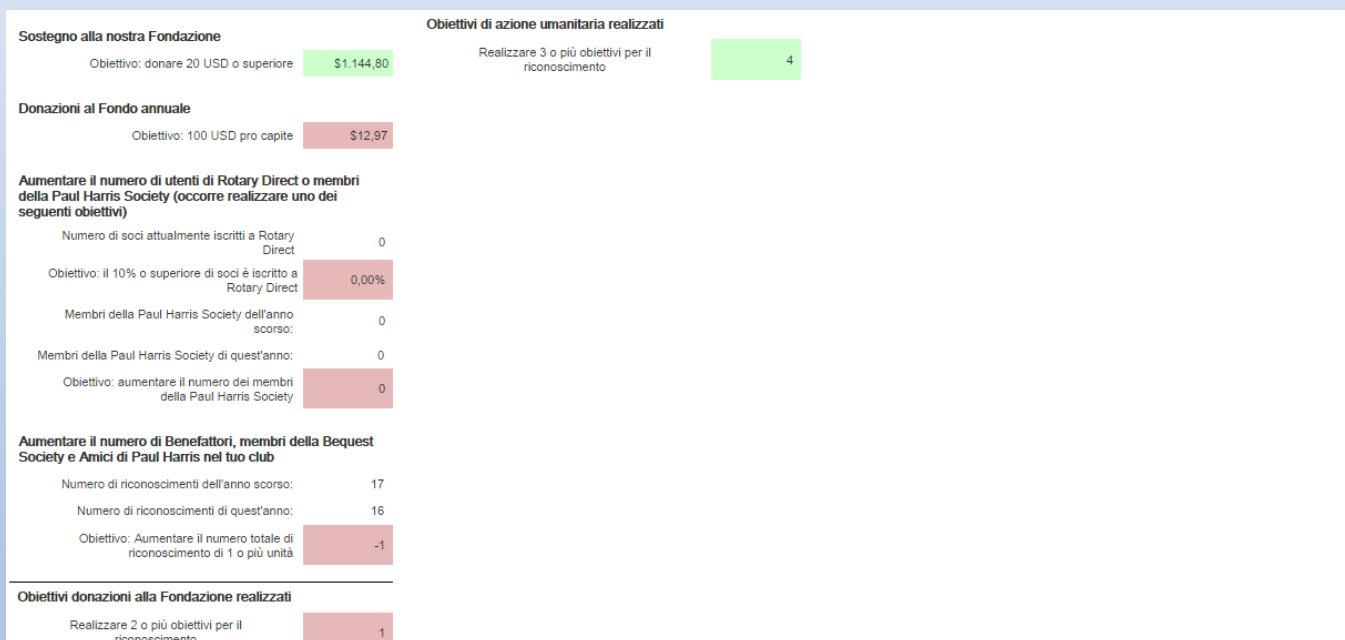 Sostegno alla nostra Fondazione
Obiettivo: donare 20 USD o superiore $1.144,80
Donazioni al Fondo annuale
Obiettivo: 100 USD pro capite $12,97
Aumentare il numero di utenti di Rotary Direct o membri
della Paul Harris Society (occorre realizzare uno dei
seguenti obiettivi)
Numero di soci attualmente iscritti a Rotary
Direct 0
Obiettivo: il 10% o superiore di soci è iscritto a
Rotary Direct 0,00%
Membri della Paul Harris Society dell'anno
scorso: 0
Membri della Paul Harris Society di quest'anno: 0
Obiettivo: aumentare il numero dei membri
della Paul Harris Society 0
Aumentare il numero di Benefattori, membri della Bequest
Society e Amici di Paul Harris nel tuo club
Numero di riconoscimenti dell'anno scorso: 17
Numero di riconoscimenti di quest'anno: 16
Obiettivo: Aumentare il numero totale di
riconoscimento di 1 o più unità -1
Obiettivi donazioni alla Fondazione realizzati
Realizzare 2 o più obiettivi per il
riconoscimento 1
Obiettivi di azione umanitaria realizzati
Realizzare 3 o più obiettivi per il
riconoscimento 4